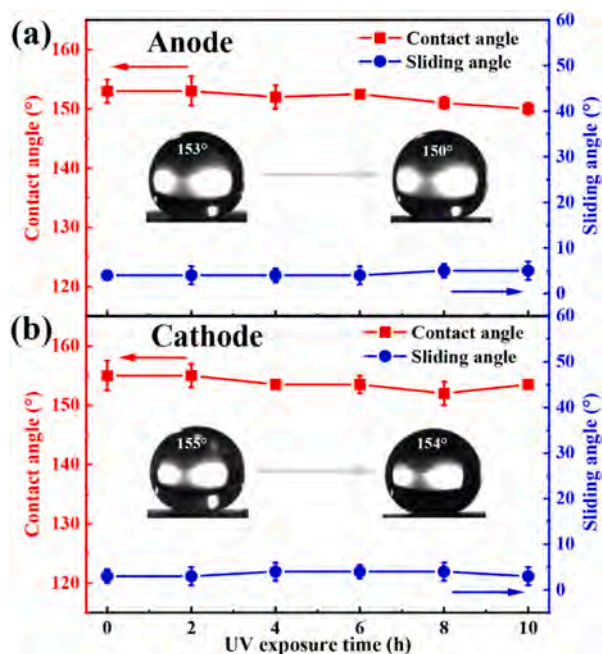 (a)
Anode
Contact angle
Sliding angle
165
160
150
140
130
120
Contact angle (°)
153°
150°
60
50
40
30
20
10
0
Sliding angle (°)
(b)
Cathode
Contact angle
Sliding angle
160
150
140
130
120
Contact angle (°)
155°
154°
60
50
40
30
20
10
0
Sliding angle (°)
0 2 4 6 8 10
UV exposure time (h)